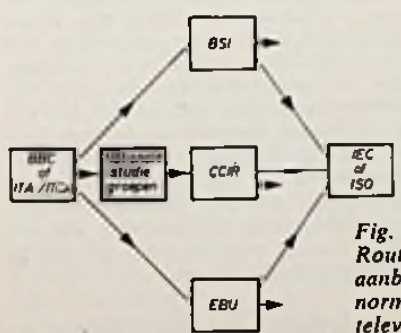 BSI
BBC
of
ITA / ITCA
studie
groepen
CCIR
IEC
of
ISO
EBU
Fig.
Rout
aanb
norm
telev